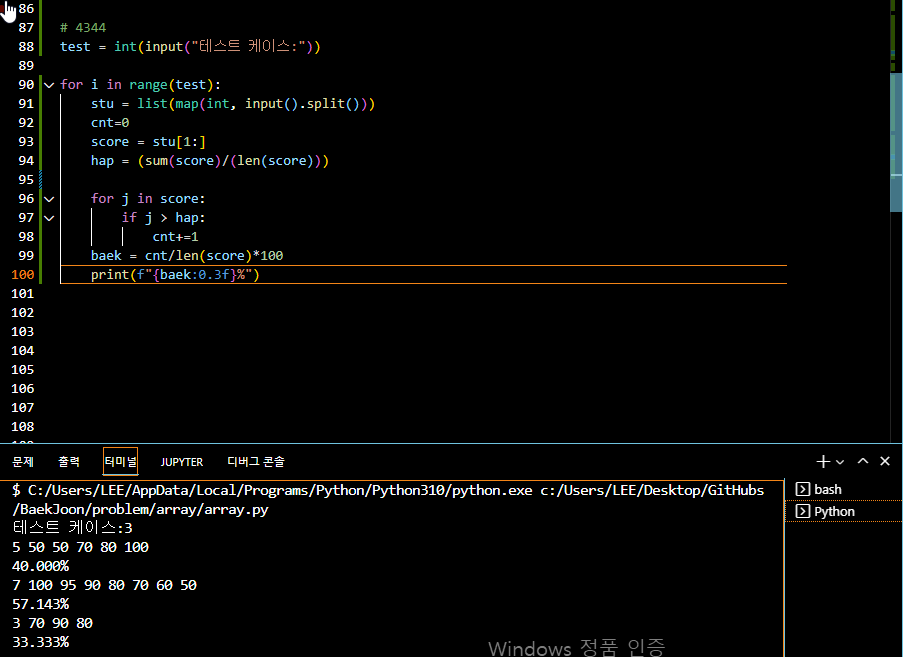 86
87 # 4344
88 test = int(input("테스트 케이스:"))
89
90 for i in range(test):
91 stu = list(map(int, input().split()))
92 cnt=0
93 score = stu[1:]
94 hap = (sum(score)/(len(score)))
95
96 for j in score:
97 if j > hap:
98 cnt+=1
99 baek = cnt/len(score)*100
100 print(f"{baek:0.3f}%")
101
102
103
104
105
106
107
108
문제 출력 터미널 JUPYTER 디버그 콘솔
$ C:/Users/LEE/AppData/Local/Programs/Python/Python310/python.exe c:/Users/LEE/Desktop/GitHubs
/BaekJoon/problem/array/array.py
테스트 케이스:3
5 50 50 70 80 100
40.000%
7 100 95 90 80 70 60 50
57.143%
3 70 90 80
33.333%
bash
Python
Windows 정품 인증